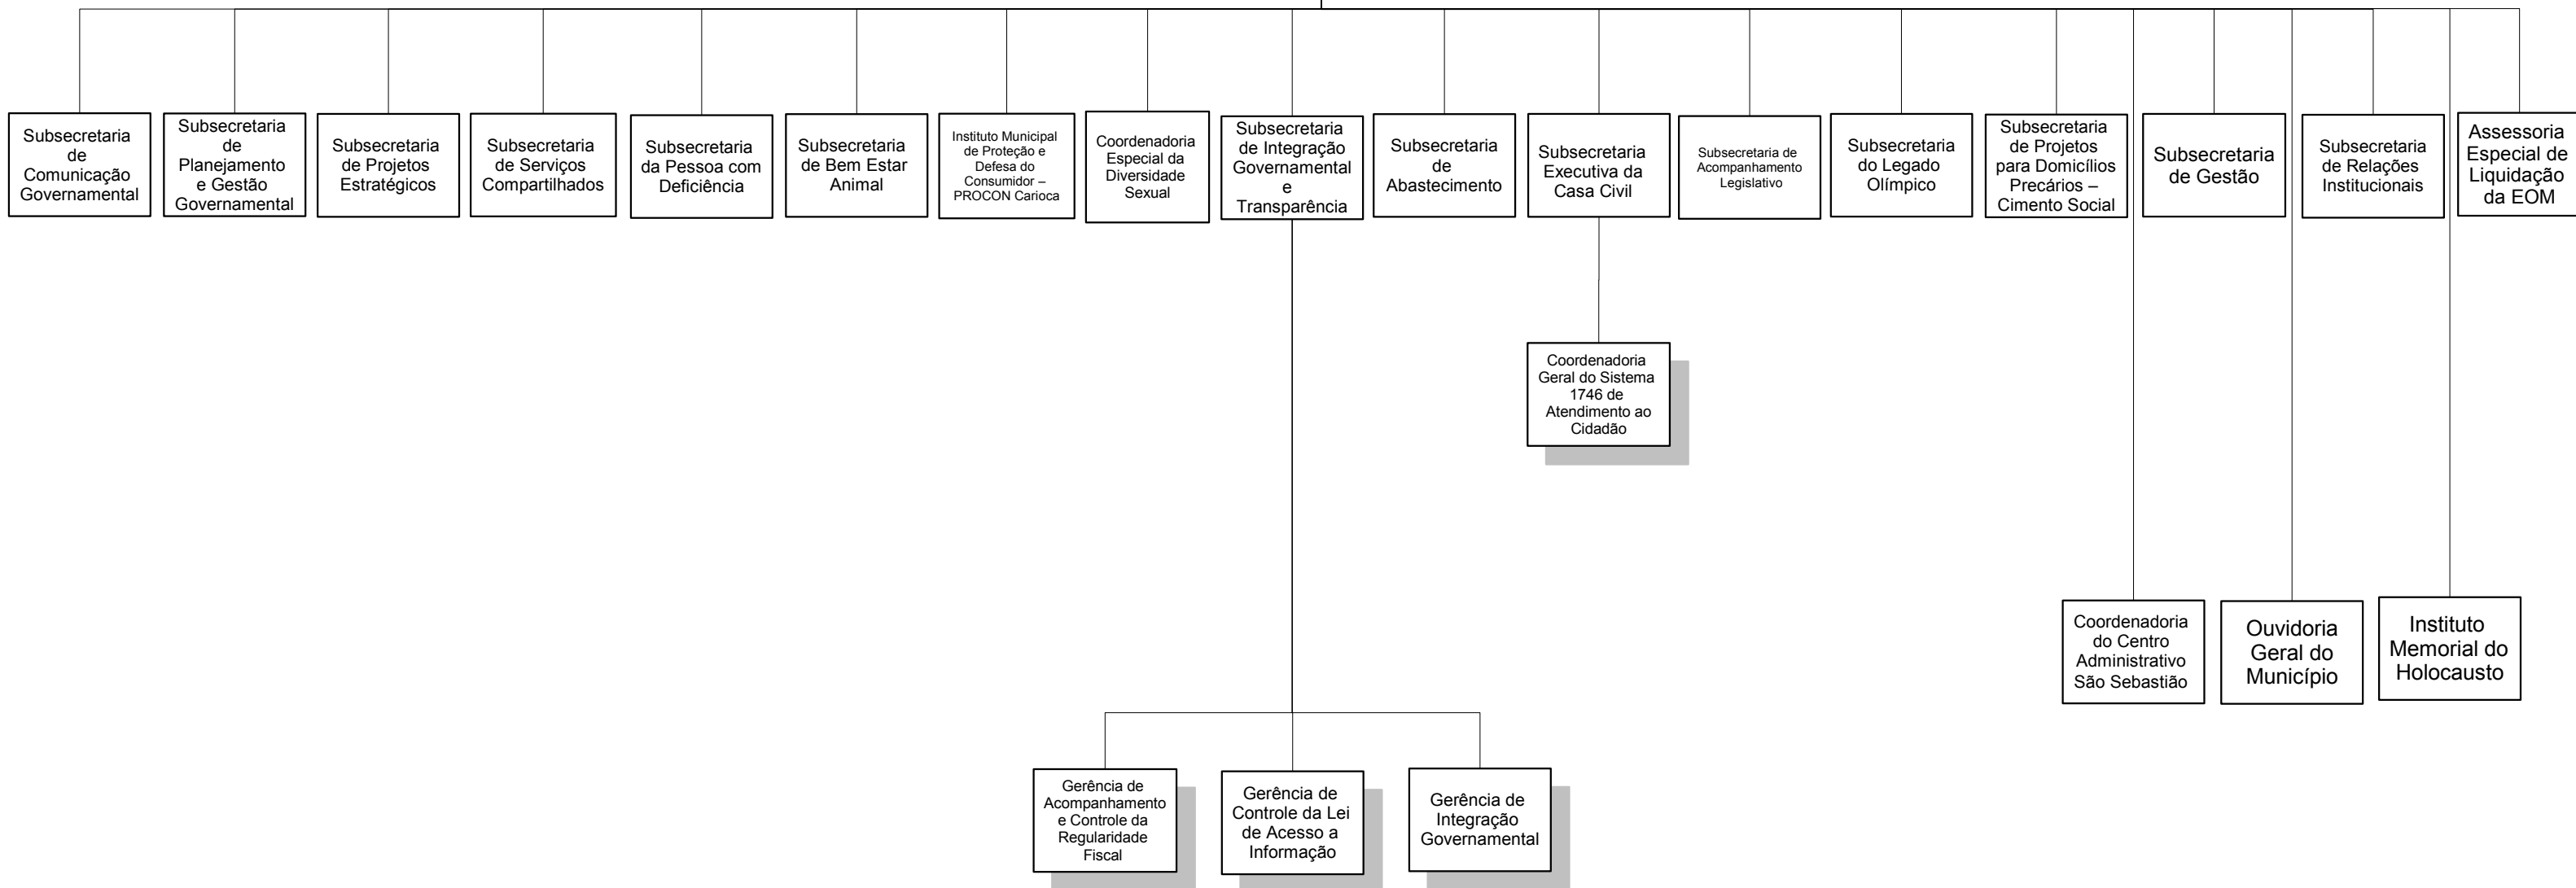 Subsecretaria
de
Comunicação
Governamental
Subsecretaria
de
Planejamento
e Gestão
Governamental
Subsecretaria
de Projetos
Estratégicos
Subsecretaria
de Serviços
Compartilhados
Subsecretaria
da Pessoa com
Deficiência
Subsecretaria
de Bem Estar
Animal
Instituto Municipal
de Proteção e
Defesa do
Consumidor –
PROCON Carioca
Coordenadoria
Especial da
Diversidade
Sexual
Subsecretaria
de Integração
Governamental
e
Transparência
Subsecretaria
de
Abastecimento
Subsecretaria
Executiva da
Casa Civil
Subsecretaria de
Acompanhamento
Legislativo
Subsecretaria
do Legado
Olímpico
Subsecretaria
de Projetos
para Domicílios
Precários –
Cimento Social
Subsecretaria
de Gestão
Subsecretaria
de Relações
Institucionais
Assessoria
Especial de
Liquidação
da EOM
Coordenadoria
Geral do Sistema
1746 de
Atendimento ao
Cidadão
Coordenadoria
do Centro
Administrativo
São Sebastião
Ouvidoria
Geral do
Município
Instituto
Memorial do
Holocausto
Gerência de
Acompanhamento
e Controle da
Regularidade
Fiscal
Gerência de
Controle da Lei
de Acesso a
Informação
Gerência de
Integração
Governamental